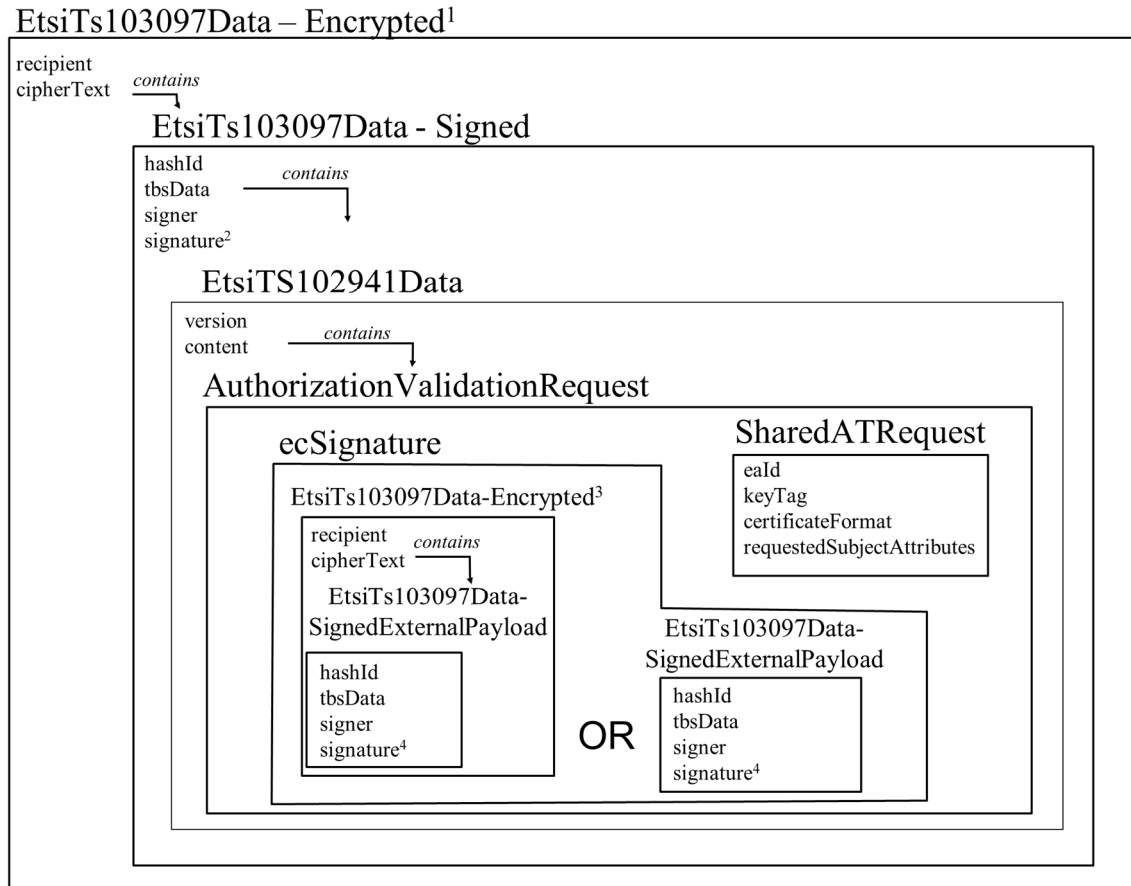 EtsiTs103097Data – Encrypted¹
recipient
cipherText
contains
EtsiTs103097Data - Signed
hashId
tbsData
contains
signer
signature²
EtsiTS102941Data
version
content
contains
AuthorizationValidationRequest
ecSignature
EtsiTs103097Data-Encrypted³
recipient
cipherText
contains
EtsiTs103097Data-
SignedExternalPayload
hashId
tbsData
signer
signature⁴
OR
EtsiTs103097Data-
SignedExternalPayload
hashId
tbsData
signer
signature⁴
SharedATRequest
eaId
keyTag
certificateFormat
requestedSubjectAttributes